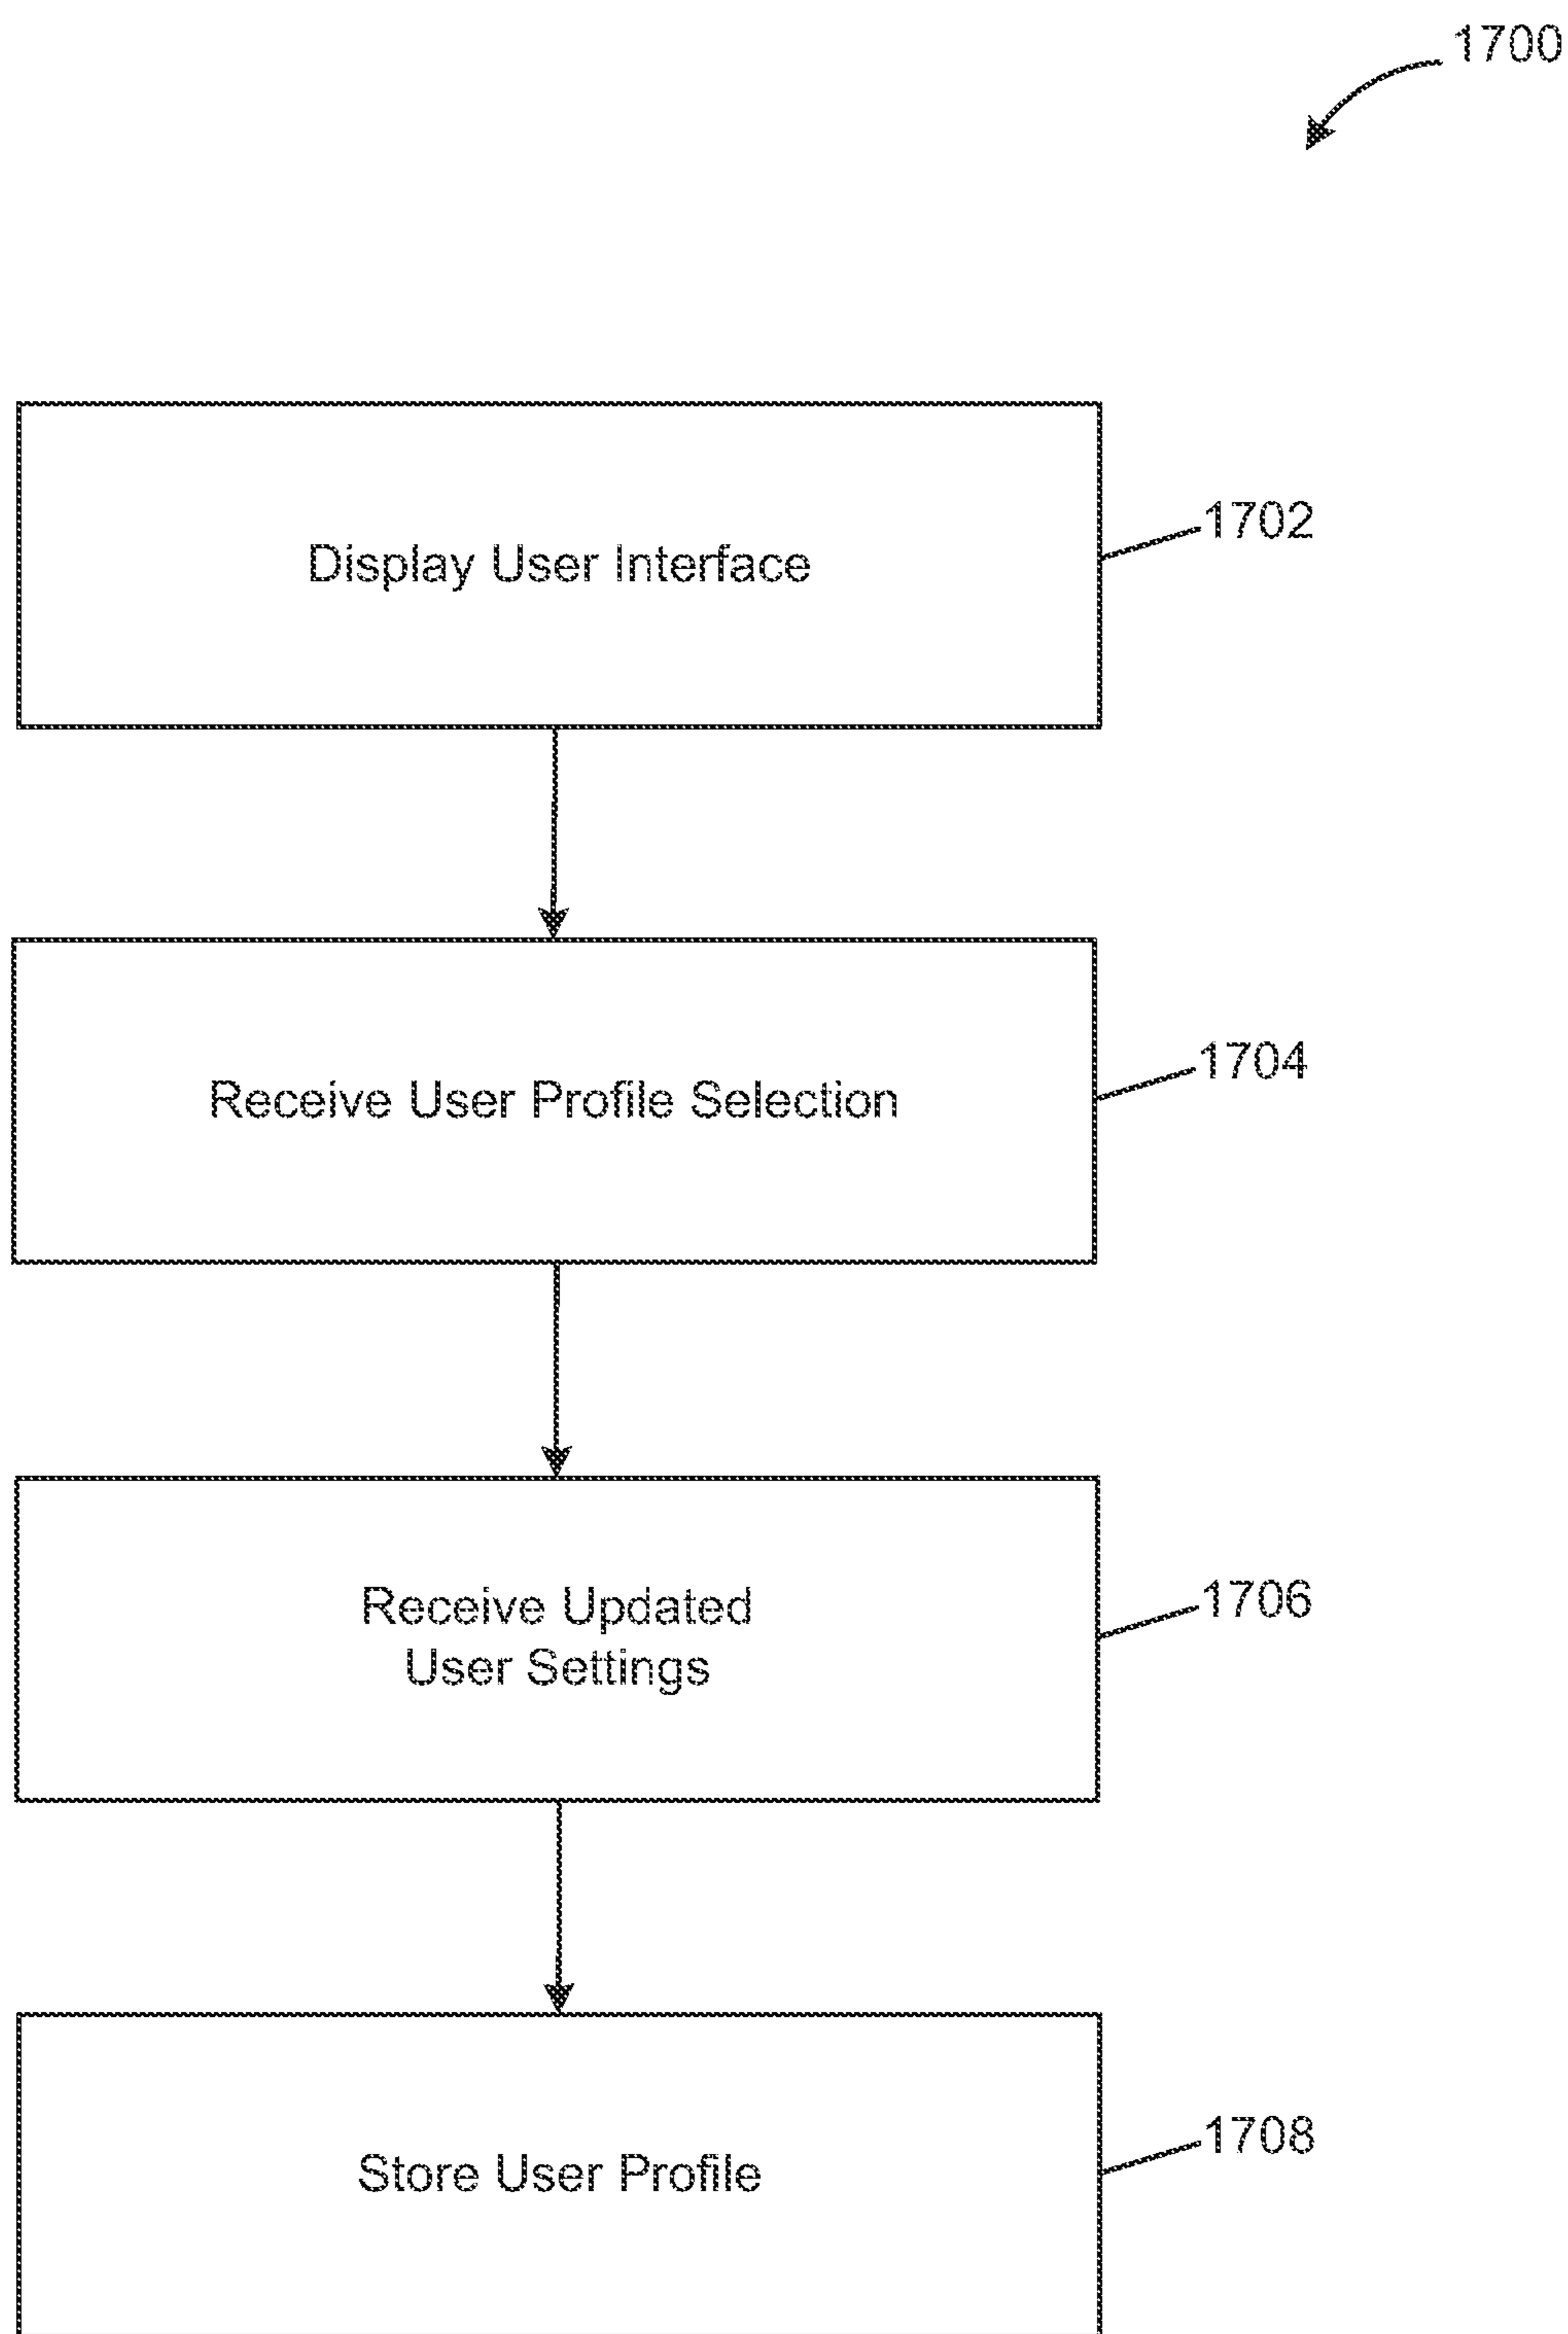 1700
Display User Interface
1702
Receive User Profile Selection
1704
Receive Updated
User Settings
1706
Store User Profile
1708